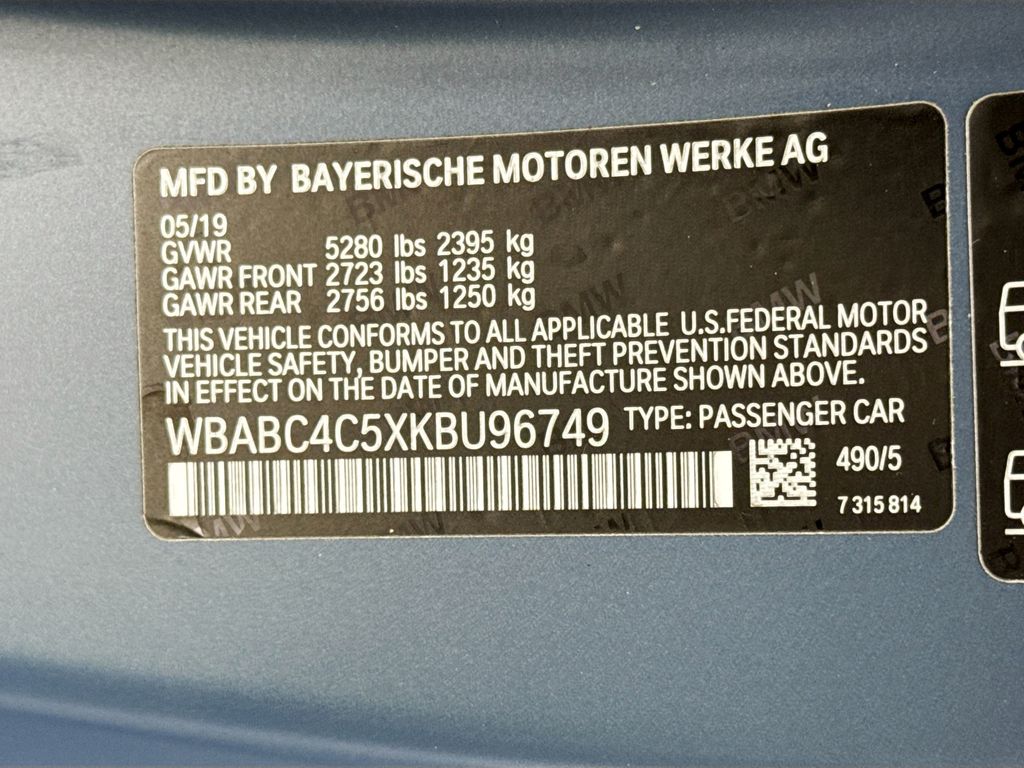 MFD BY BAYERISCHE MOTOREN WERKE AG
05/19
GVWR 5280 lbs 2395 kg
GAWR FRONT 2723 lbs 1235 kg
GAWR REAR 2756 lbs 1250 kg
THIS VEHICLE CONFORMS TO ALL APPLICABLE U.S.FEDERAL MOTOR
VEHICLE SAFETY, BUMPER AND THEFT PREVENTION STANDARDS
IN EFFECT ON THE DATE OF MANUFACTURE SHOWN ABOVE.
WBABC4C5XKBU96749 TYPE: PASSENGER CAR
490/5
7 315 814